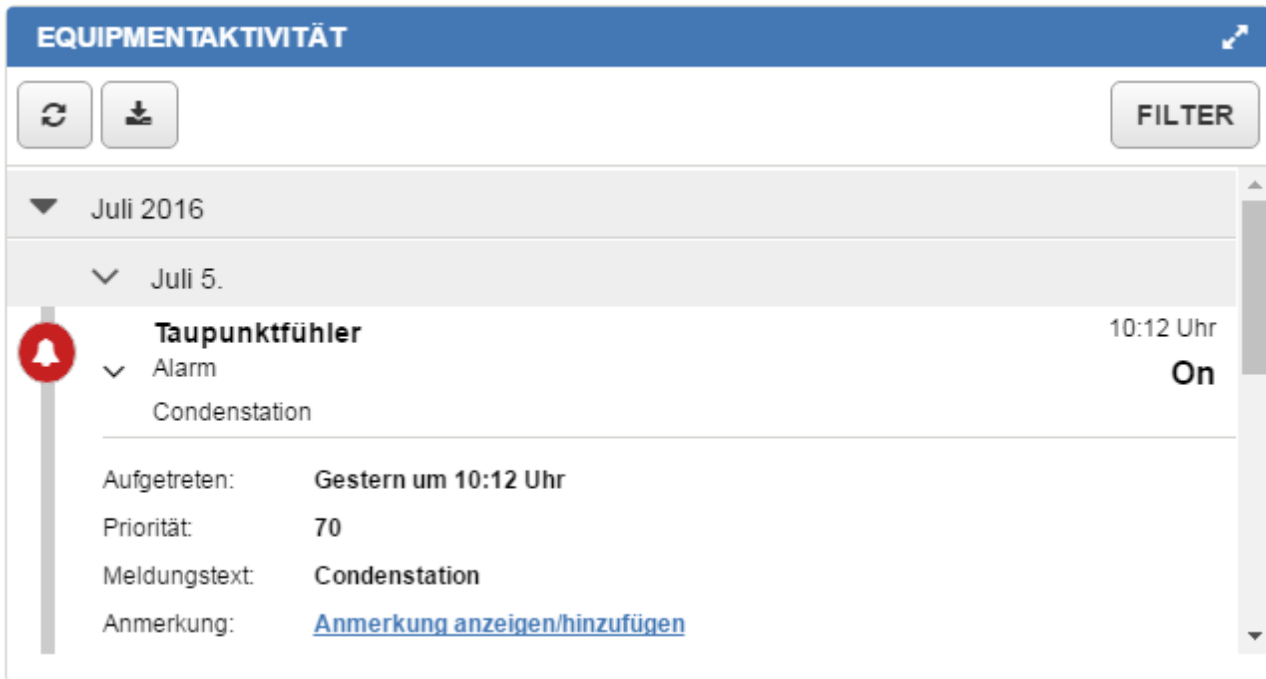 EQUIPMENTAKTIVITÄT
FILTER
Juli 2016
Juli 5.
Taupunktfühler 10:12 Uhr
Alarm On
Condenstation
Aufgetreten: Gestern um 10:12 Uhr
Priorität: 70
Meldungstext: Condenstation
Anmerkung: Anmerkung anzeigen/hinzufügen